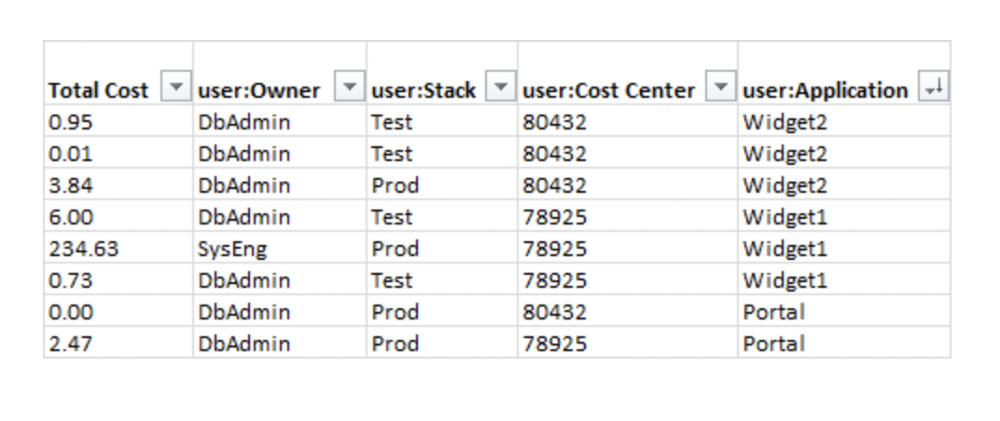 Total Cost user:Owner user:Stack user:Cost Center user:Application
0.95 DbAdmin Test 80432 Widget2
0.01 DbAdmin Test 80432 Widget2
3.84 DbAdmin Prod 80432 Widget2
6.00 DbAdmin Test 78925 Widget1
234.63 SysEng Prod 78925 Widget1
0.73 DbAdmin Test 78925 Widget1
0.00 DbAdmin Prod 80432 Portal
2.47 DbAdmin Prod 78925 Portal